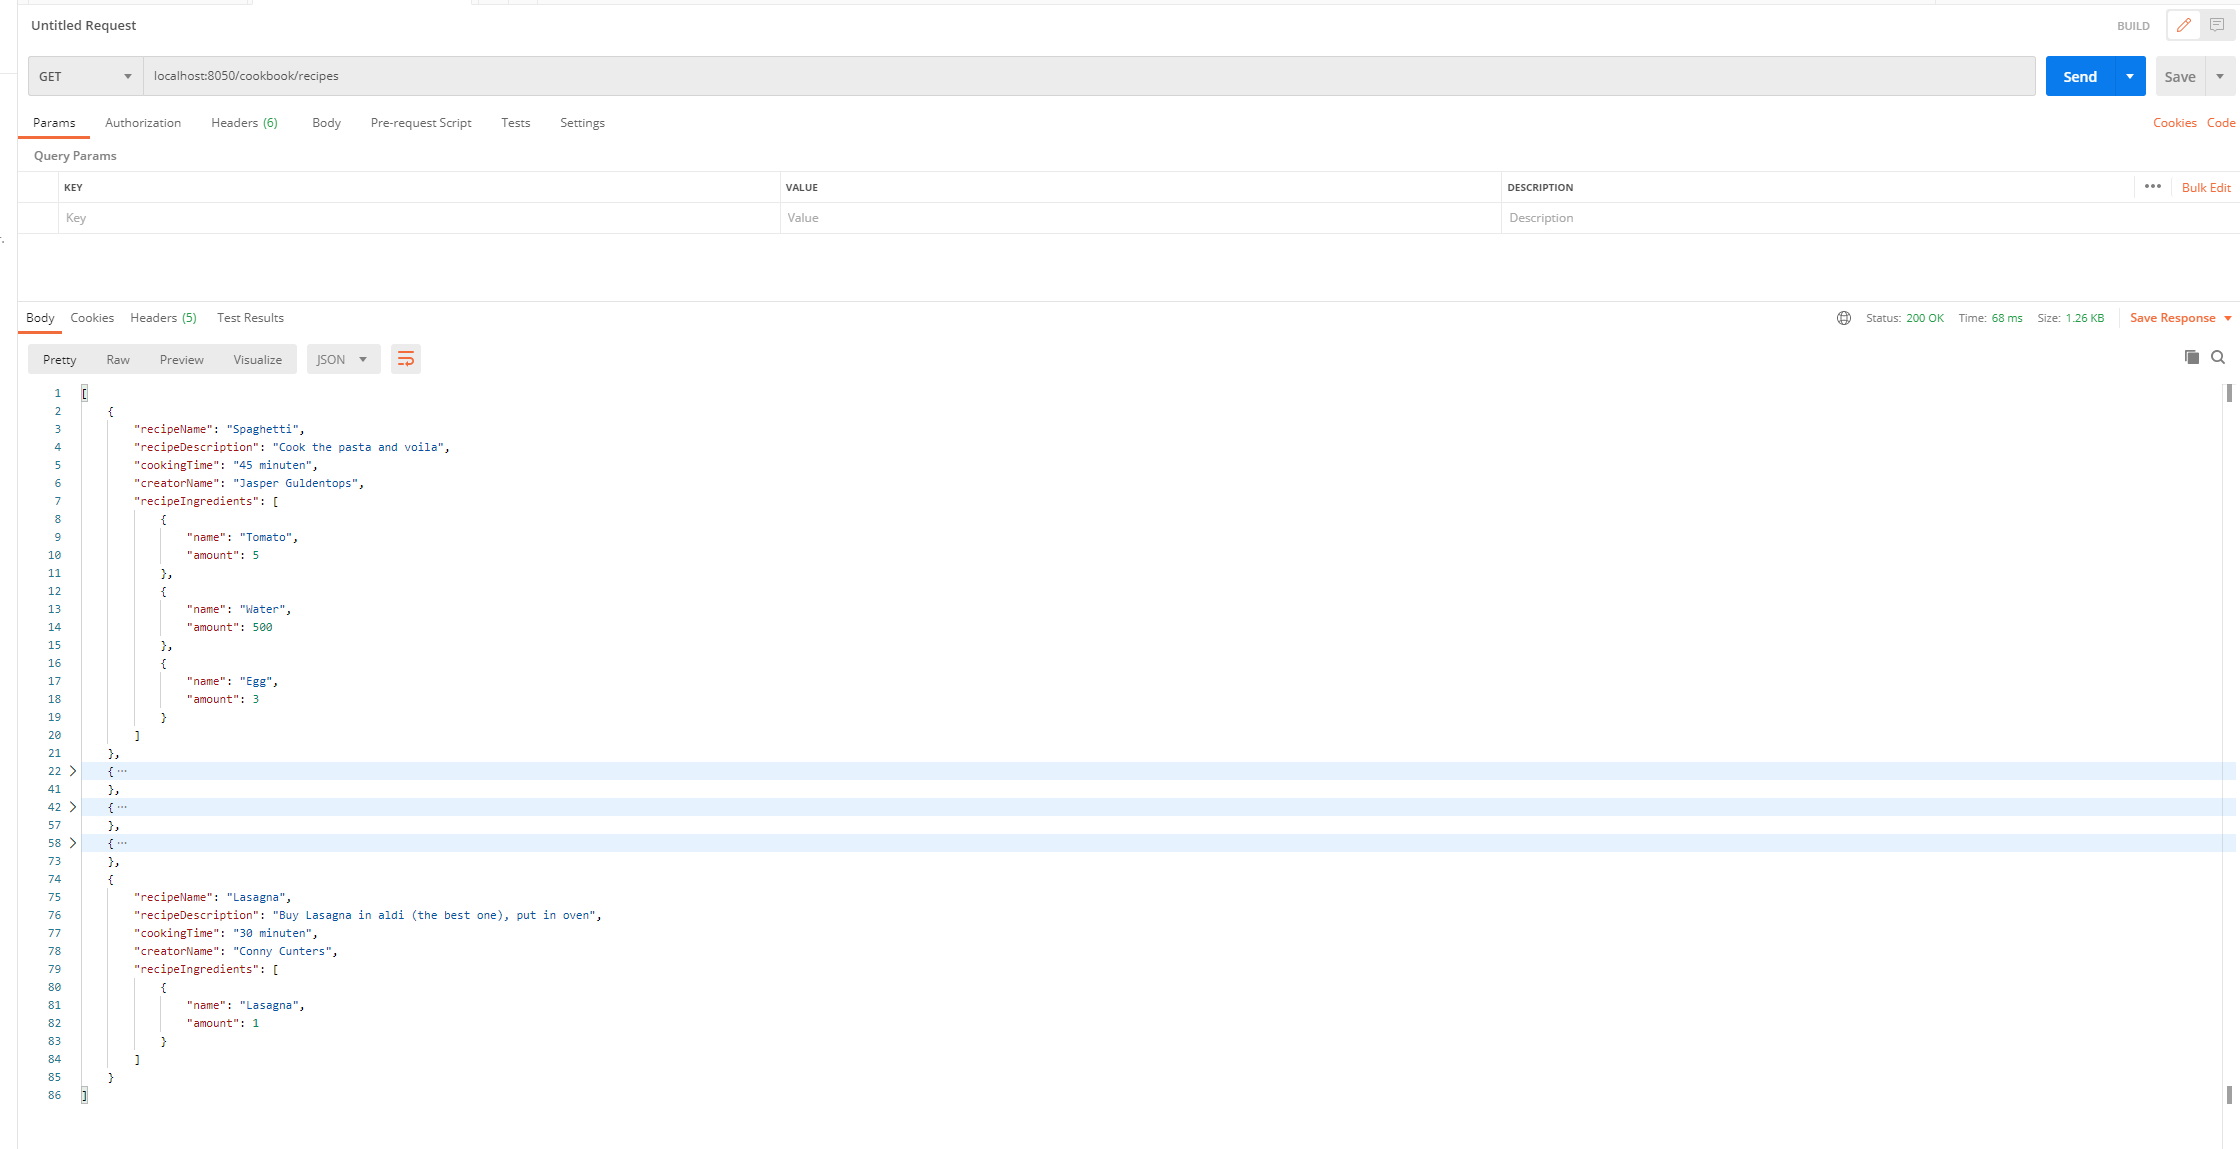 Untitled Request
BUILD
GET localhost:8050/cookbook/recipes Send Save
Params Authorization Headers (6) Body Pre-request Script Tests Settings Cookies Code
Query Params
KEY VALUE DESCRIPTION ••• Bulk Edit
Key Value Description
Body Cookies Headers (5) Test Results Status: 200 OK Time: 68 ms Size: 1.26 KB Save Response
Pretty Raw Preview Visualize JSON
1 [
2 {
3 "recipeName": "Spaghetti",
4 "recipeDescription": "Cook the pasta and voila",
5 "cookingTime": "45 minuten",
6 "creatorName": "Jasper Guldentops",
7 "recipeIngredients": [
8 {
9 "name": "Tomato",
10 "amount": 5
11 },
12 {
13 "name": "Water",
14 "amount": 500
15 },
16 {
17 "name": "Egg",
18 "amount": 3
19 }
20 ]
21 },
22 { ...
41 },
42 { ...
57 },
58 { ...
73 },
74 {
75 "recipeName": "Lasagna",
76 "recipeDescription": "Buy Lasagna in aldi (the best one), put in oven",
77 "cookingTime": "30 minuten",
78 "creatorName": "Conny Cunters",
79 "recipeIngredients": [
80 {
81 "name": "Lasagna",
82 "amount": 1
83 }
84 ]
85 }
86 ]